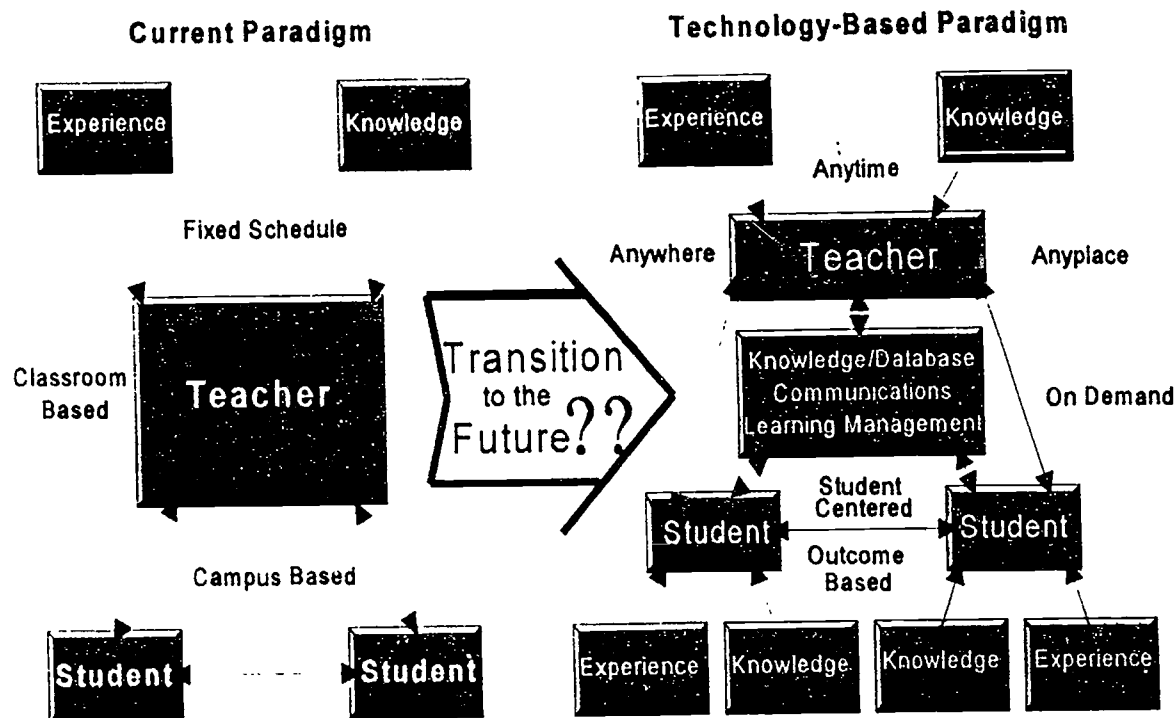 Current Paradigm
Experience
Knowledge
Fixed Schedule
Classroom
Based
Teacher
Campus Based
Student
Student
Transition
to the
Future??
Technology-Based Paradigm
Experience
Knowledge
Anytime
Anywhere
Teacher
Anyplace
Knowledge/Database
Communications
Learning Management
On Demand
Student
Student
Centered
Outcome
Based
Student
Experience
Knowledge
Knowledge
Experience